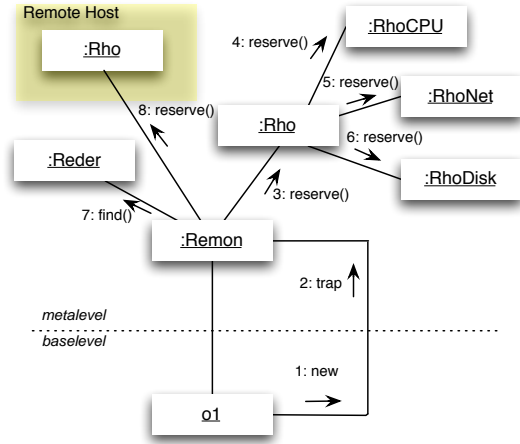 Remote Host
:Rho
:RhoCPU
4: reserve()
5: reserve()
:RhoNet
8: reserve()
:Rho
6: reserve()
:Reder
:RhoDisk
3: reserve()
7: find()
:Remon
2: trap
metalevel
baselevel
1: new
o1